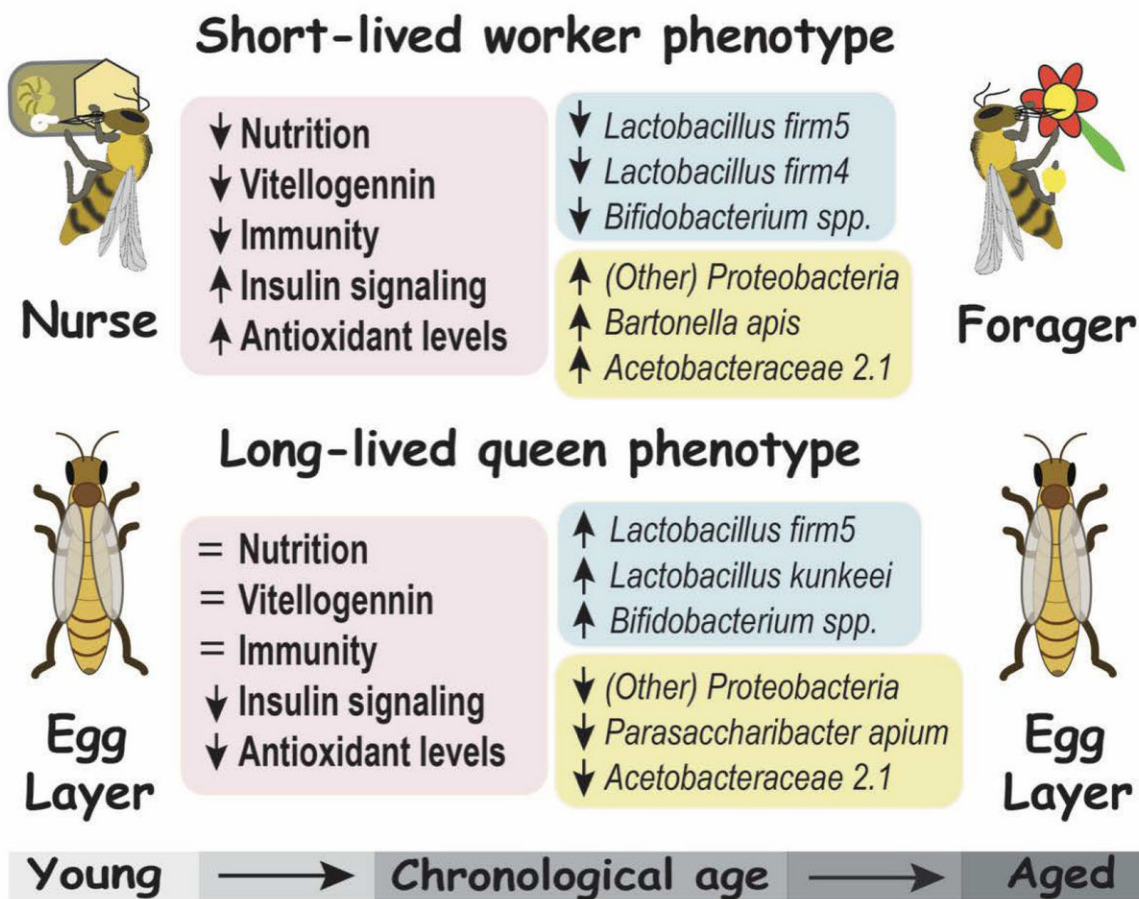 Short-lived worker phenotype
↓ Nutrition
↓ Vitellogennin
↓ Immunity
↑ Insulin signaling
↑ Antioxidant levels
↓ Lactobacillus firm5
↓ Lactobacillus firm4
↓ Bifidobacterium spp.
↑ (Other) Proteobacteria
↑ Bartonella apis
↑ Acetobacteraceae 2.1
Nurse
Forager
Long-lived queen phenotype
= Nutrition
= Vitellogennin
= Immunity
↓ Insulin signaling
↓ Antioxidant levels
↑ Lactobacillus firm5
↑ Lactobacillus kunkeei
↑ Bifidobacterium spp.
↓ (Other) Proteobacteria
↓ Parasaccharibacter apium
↓ Acetobacteraceae 2.1
Egg
Layer
Egg
Layer
Young → Chronological age → Aged